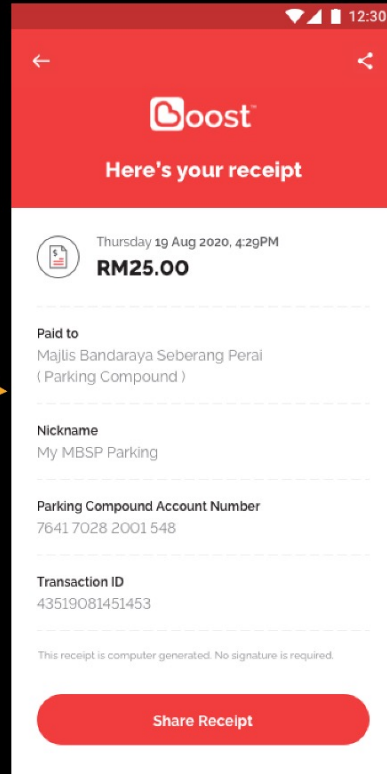 12:30
Boost™
Here's your receipt
Thursday 19 Aug 2020, 4:29PM
RM25.00
Paid to
Majlis Bandaraya Seberang Perai
( Parking Compound )
Nickname
My MBSP Parking
Parking Compound Account Number
7641 7028 2001 548
Transaction ID
43519081451453
This receipt is computer generated. No signature is required.
Share Receipt